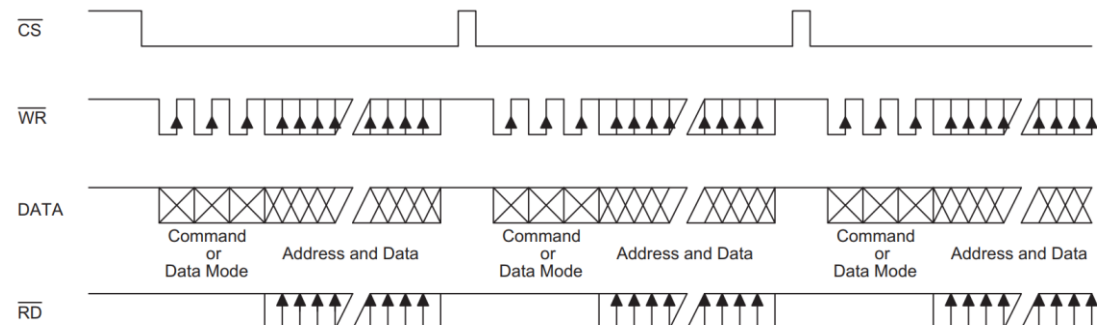 CS
WR
DATA
Command
or
Data Mode
Address and Data
Command
or
Data Mode
Address and Data
Command
or
Data Mode
Address and Data
RD